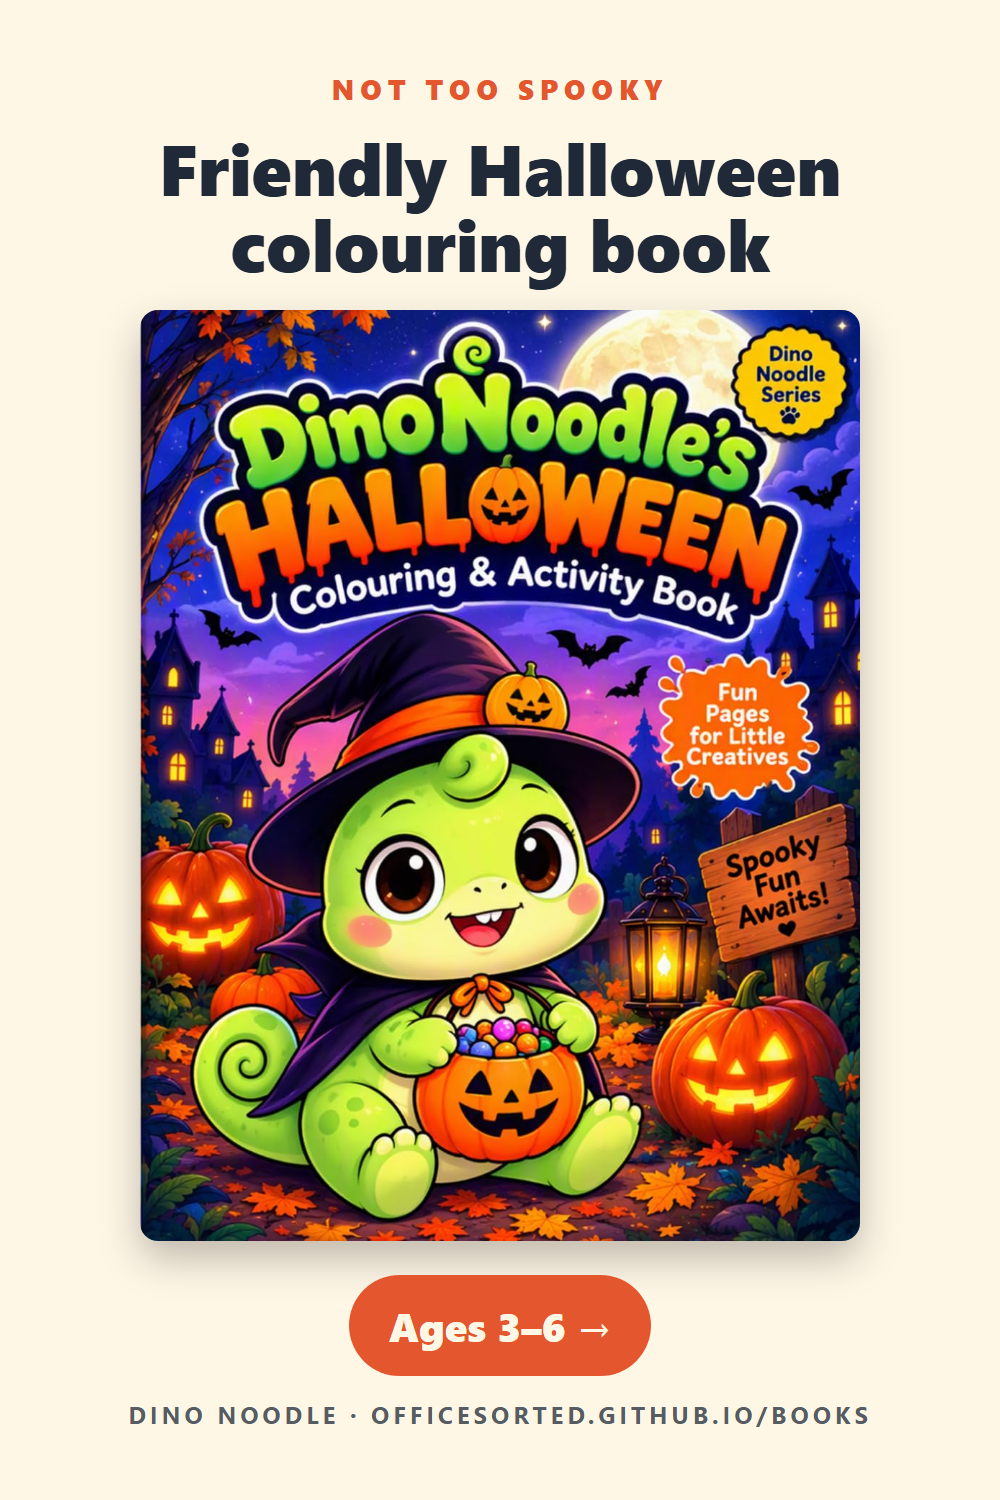 NOT TOO SPOOKY
Friendly Halloween
colouring book
Dino
Noodle
Series
Dino Noodle's
HALLOWEEN
Colouring & Activity Book
Fun
Pages
for Little
Creatives
Spooky
Fun
Awaits!
Ages 3–6 →
DINO NOODLE · OFFICESORTED.GITHUB.IO/BOOKS